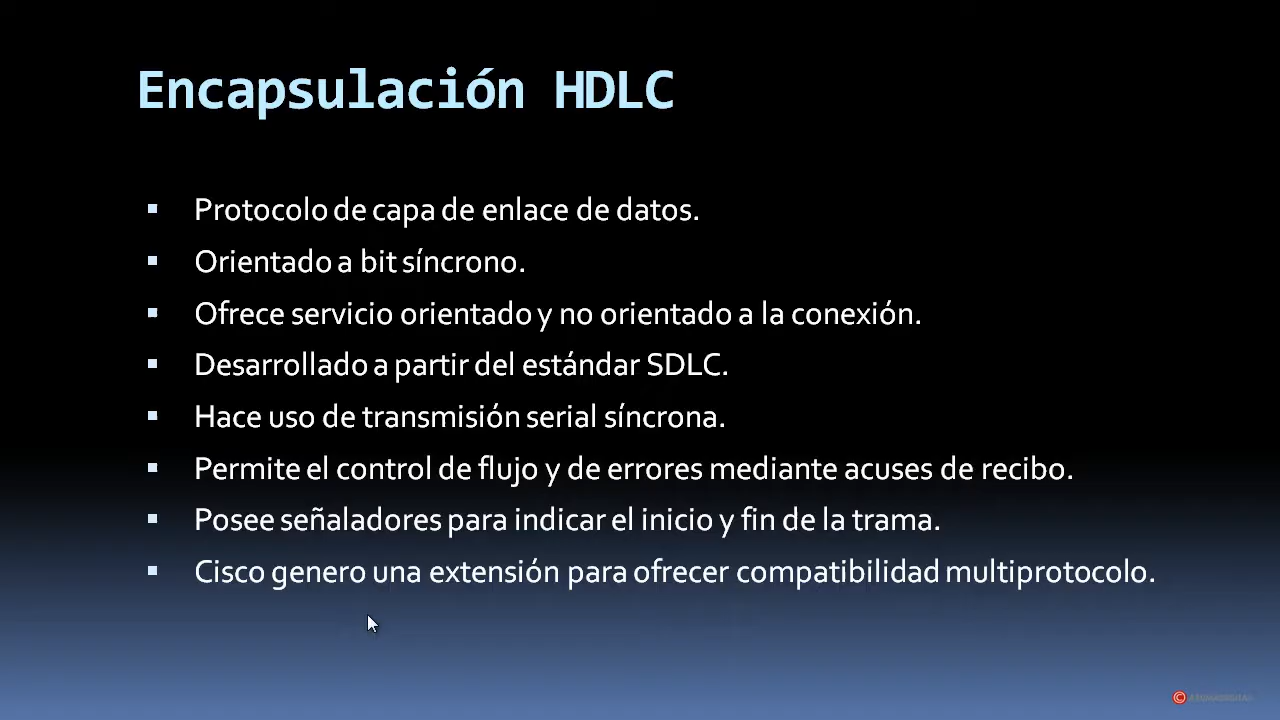 Encapsulación HDLC
Protocolo de capa de enlace de datos.
Orientado a bit síncrono.
Ofrece servicio orientado y no orientado a la conexión.
Desarrollado a partir del estándar SDLC.
Hace uso de transmisión serial síncrona.
Permite el control de flujo y de errores mediante acuses de recibo.
Posee señaladores para indicar el inicio y fin de la trama.
Cisco genero una extensión para ofrecer compatibilidad multiprotocolo.